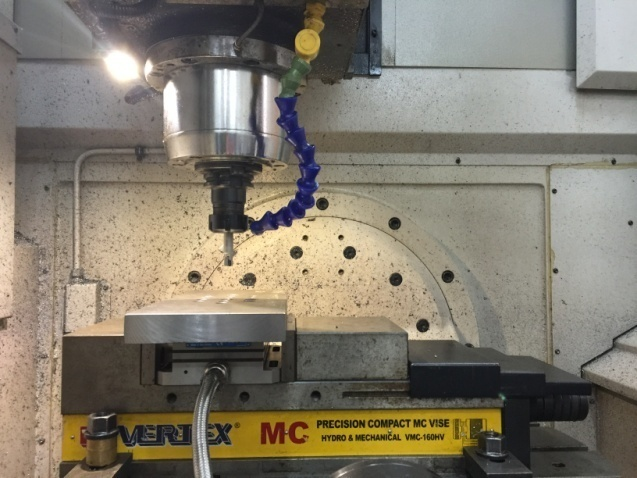 VERTEX
M·C
PRECISION COMPACT MC VISE
HYDRO & MECHANICAL VMC-160HV